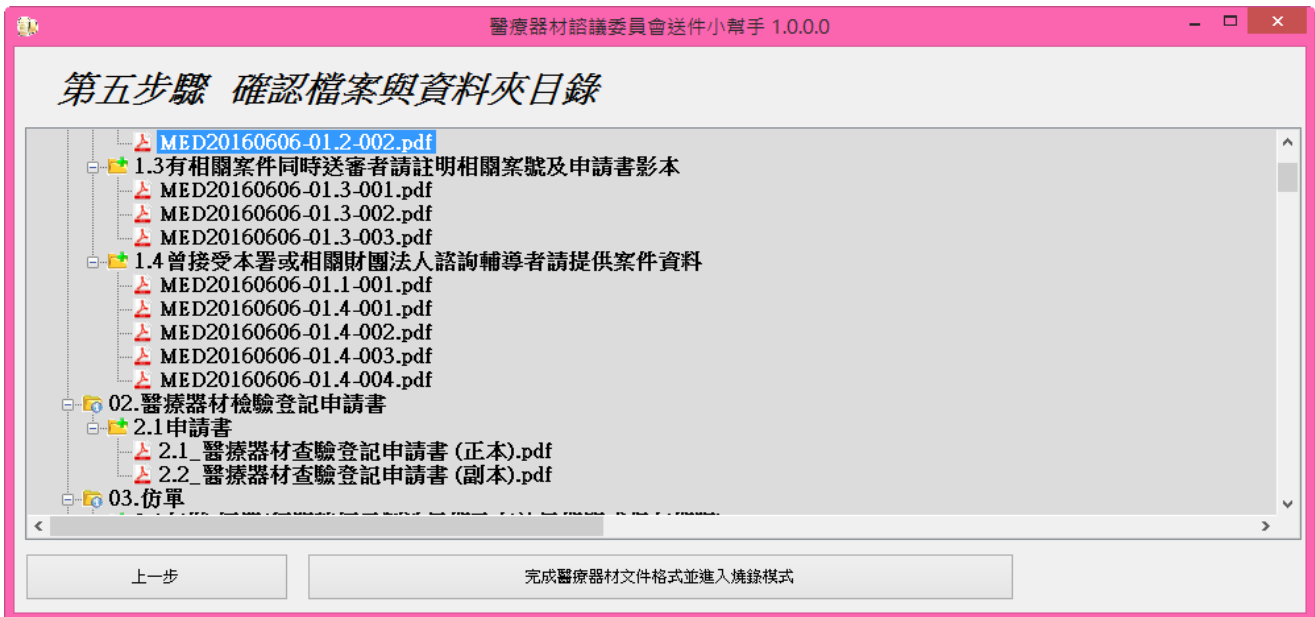 醫療器材諮議委員會送件小幫手 1.0.0.0
第五步驟 確認檔案與資料夾目錄
MED20160606-01.2-002.pdf
1.3有相關案件同時送審者請註明相關案號及申請書影本
MED20160606-01.3-001.pdf
MED20160606-01.3-002.pdf
MED20160606-01.3-003.pdf
1.4曾接受本署或相關財團法人諮詢輔導者請提供案件資料
MED20160606-01.1-001.pdf
MED20160606-01.4-001.pdf
MED20160606-01.4-002.pdf
MED20160606-01.4-003.pdf
MED20160606-01.4-004.pdf
02.醫療器材檢驗登記申請書
2.1申請書
2.1_醫療器材查驗登記申請書 (正本).pdf
2.2_醫療器材查驗登記申請書 (副本).pdf
03.仿單
上一步
完成醫療器材文件格式並進入燒錄模式